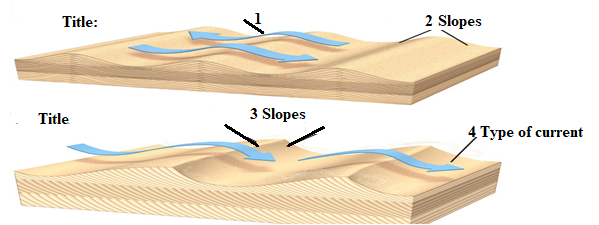 Title:
1
2 Slopes
Title
3 Slopes
4 Type of current